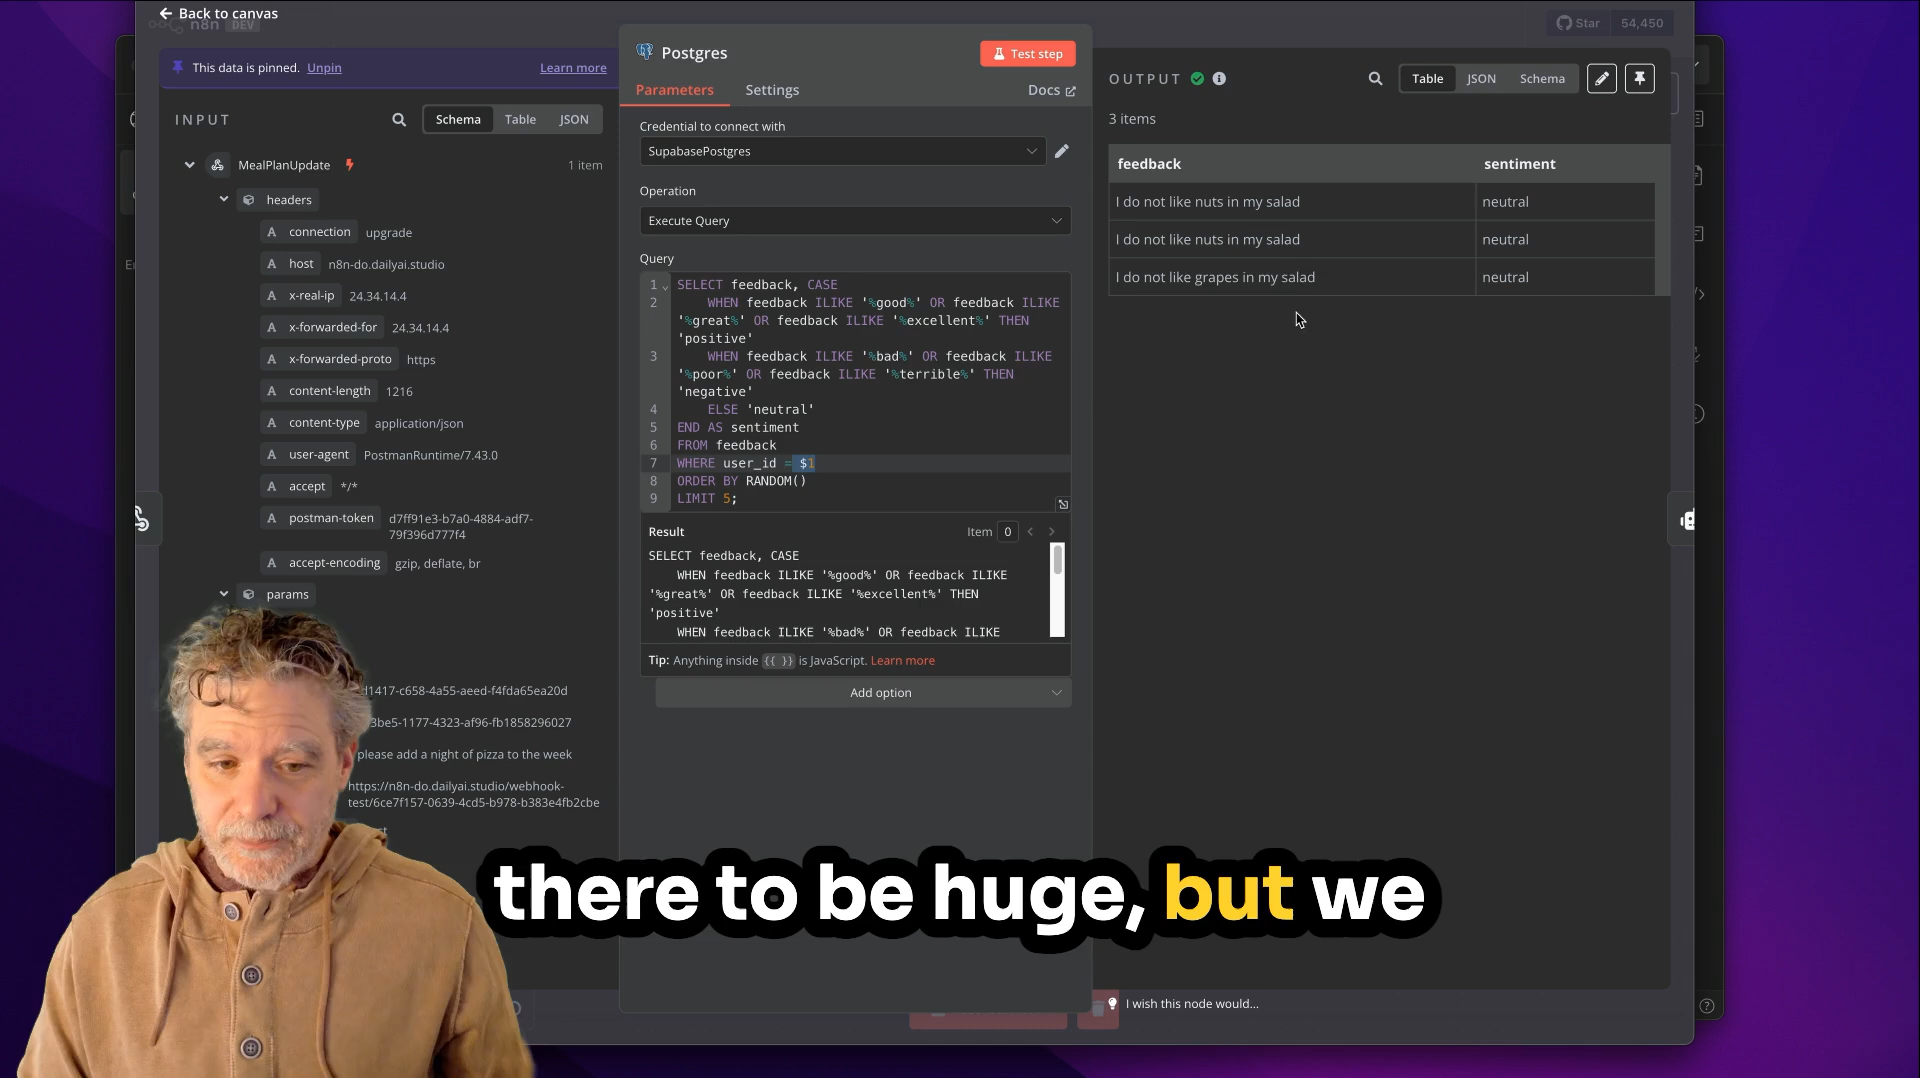 Back to canvas
n8n DEV
Star 54,450
This data is pinned. Unpin Learn more
INPUT
Schema Table JSON
MealPlanUpdate 1 item
headers
A connection upgrade
A host n8n-do.dailyai.studio
A x-real-ip 24.34.14.4
A x-forwarded-for 24.34.14.4
A x-forwarded-proto https
A content-length 1216
A content-type application/json
A user-agent PostmanRuntime/7.43.0
A accept */*
A postman-token d7ff91e3-b7a0-4884-adf7-
79f396d777f4
A accept-encoding gzip, deflate, br
params
d1417-c658-4a55-aeed-f4fda65ea20d
3be5-1177-4323-af96-fb1858296027
please add a night of pizza to the week
https://n8n-do.dailyai.studio/webhook-
test/6ce7f157-0639-4cd5-b978-b383e4fb2cbe
Postgres
Test step
Parameters Settings Docs
Credential to connect with
SupabasePostgres
Operation
Execute Query
Query
1 SELECT feedback, CASE
2 WHEN feedback ILIKE '%good%' OR feedback ILIKE
'%great%' OR feedback ILIKE '%excellent%' THEN
'positive'
3 WHEN feedback ILIKE '%bad%' OR feedback ILIKE
'%poor%' OR feedback ILIKE '%terrible%' THEN
'negative'
4 ELSE 'neutral'
5 END AS sentiment
6 FROM feedback
7 WHERE user_id = $1
8 ORDER BY RANDOM()
9 LIMIT 5;
Result Item 0
SELECT feedback, CASE
WHEN feedback ILIKE '%good%' OR feedback ILIKE
'%great%' OR feedback ILIKE '%excellent%' THEN
'positive'
WHEN feedback ILIKE '%bad%' OR feedback ILIKE
Tip: Anything inside {{ }} is JavaScript. Learn more
Add option
OUTPUT
Table JSON Schema
3 items
feedback sentiment
I do not like nuts in my salad neutral
I do not like nuts in my salad neutral
I do not like grapes in my salad neutral
there to be huge, but we
I wish this node would...